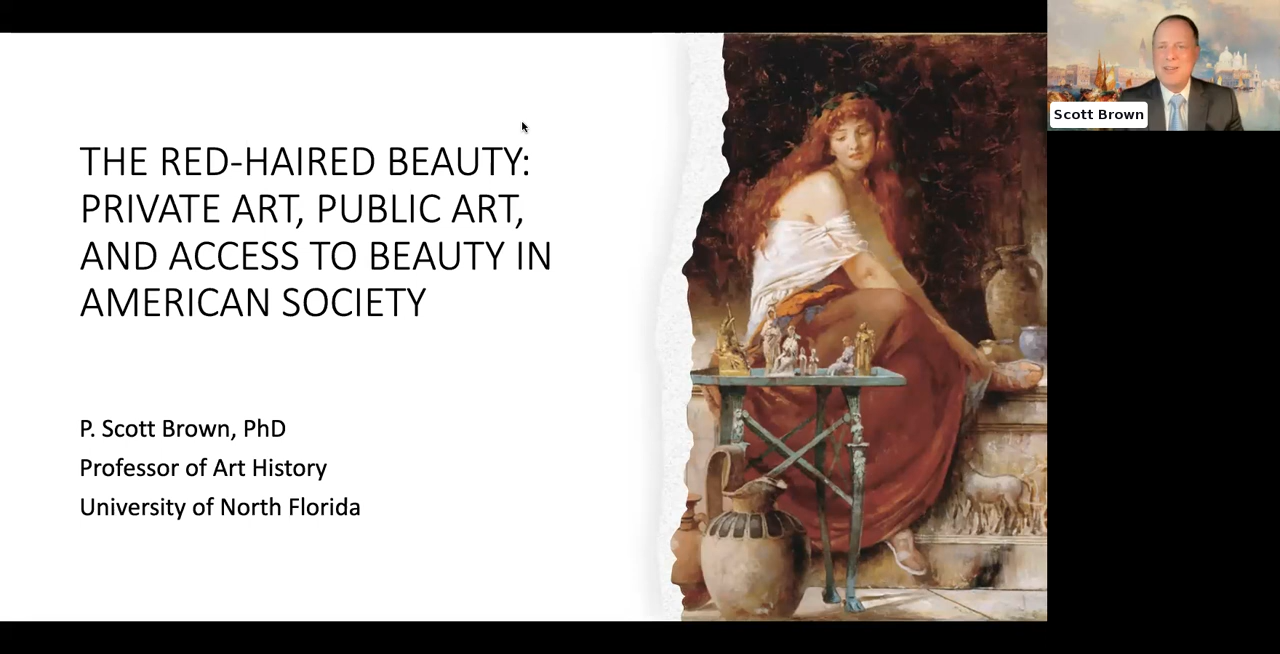 THE RED-HAIRED BEAUTY:
PRIVATE ART, PUBLIC ART,
AND ACCESS TO BEAUTY IN
AMERICAN SOCIETY
P. Scott Brown, PhD
Professor of Art History
University of North Florida
Scott Brown